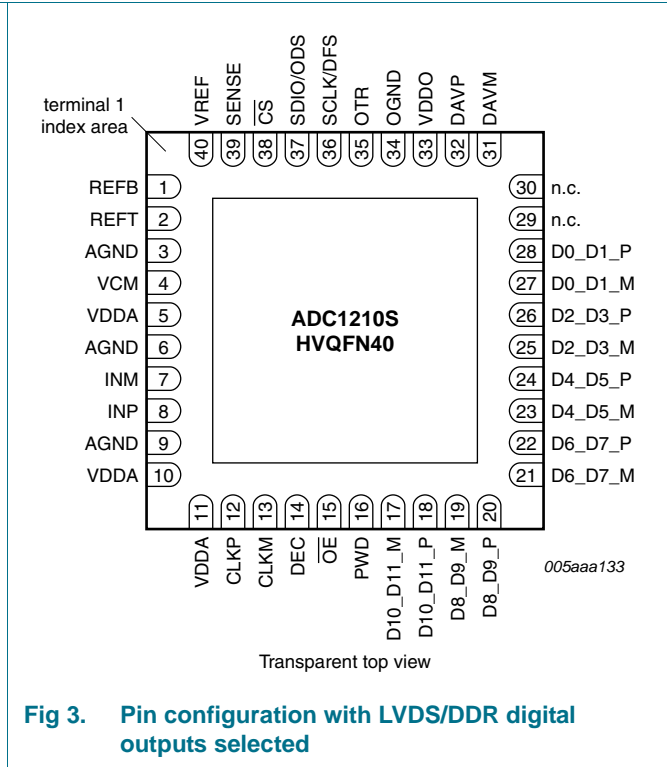 terminal 1
index area
VREF
SENSE
CS
SDIO/ODS
SCLK/DFS
OTR
OGND
VDDO
DAVP
DAVM
40
39
38
37
36
35
34
33
32
31
REFB 1
REFT 2
AGND 3
VCM 4
VDDA 5
AGND 6
INM 7
INP 8
AGND 9
VDDA 10
ADC1210S
HVQFN40
30 n.c.
29 n.c.
28 D0_D1_P
27 D0_D1_M
26 D2_D3_P
25 D2_D3_M
24 D4_D5_P
23 D4_D5_M
22 D6_D7_P
21 D6_D7_M
11
12
13
14
15
16
17
18
19
20
VDDA
CLKP
CLKM
DEC
OE
PWD
D10_D11_M
D10_D11_P
D8_D9_M
D8_D9_P
005aaa133
Transparent top view
Fig 3. Pin configuration with LVDS/DDR digital
outputs selected